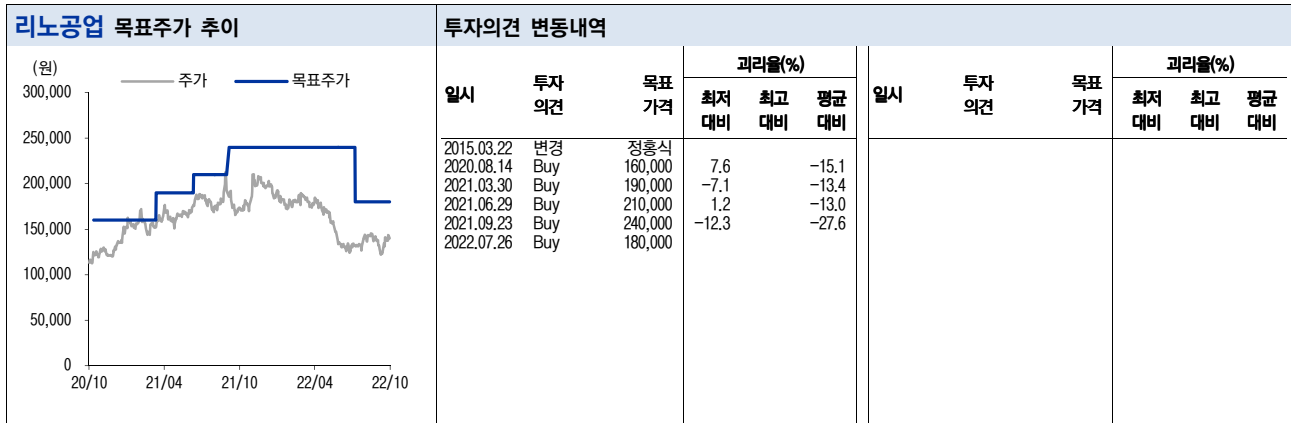 리노공업 목표주가 추이
투자의견 변동내역
(원)
주가
목표주가
300,000
250,000
200,000
150,000
100,000
50,000
0
20/10 21/04 21/10 22/04 22/10
일시 투자의견 목표가격 괴리율(%)
최저대비 최고대비 평균대비
2015.03.22 변경 정홍식
2020.08.14 Buy 160,000 7.6 -15.1
2021.03.30 Buy 190,000 -7.1 -13.4
2021.06.29 Buy 210,000 1.2 -13.0
2021.09.23 Buy 240,000 -12.3 -27.6
2022.07.26 Buy 180,000
일시 투자의견 목표가격 괴리율(%)
최저대비 최고대비 평균대비